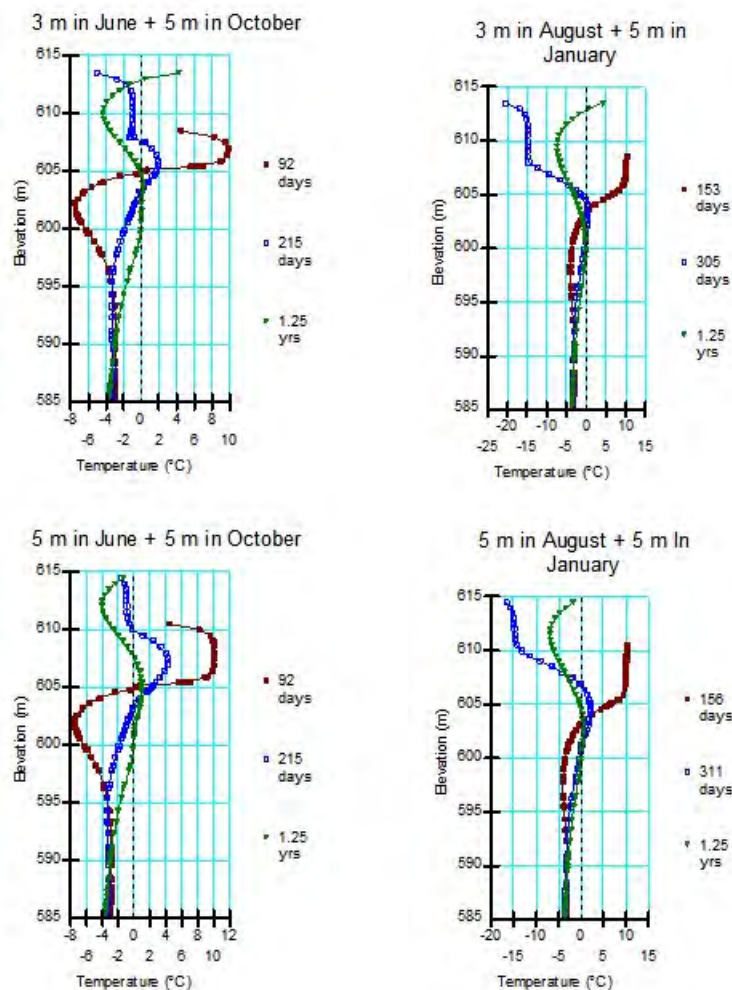 3 m in June + 5 m in October
615
610
605
600
595
590
585
Elevation (m)
-8 -4 0 4 8
-6 -2 2 6 10
Temperature (°C)
92
days
215
days
1.25
yrs
3 m in August + 5 m in
January
615
610
605
600
595
590
585
Elevation (m)
-20 -10 0 10
-25 -15 -5 5 15
Temperature (°C)
153
days
305
days
1.25
yrs
5 m in June + 5 m in October
615
610
605
600
595
590
585
Elevation (m)
-8 -4 0 4 8 12
-6 -2 2 6 10
Temperature (°C)
92
days
215
days
1.25
yrs
5 m in August + 5 m In
January
615
610
605
600
595
590
585
Elevation (m)
-20 -10 0 10
-15 -5 5 15
Temperature (°C)
156
days
311
days
1.25
yrs